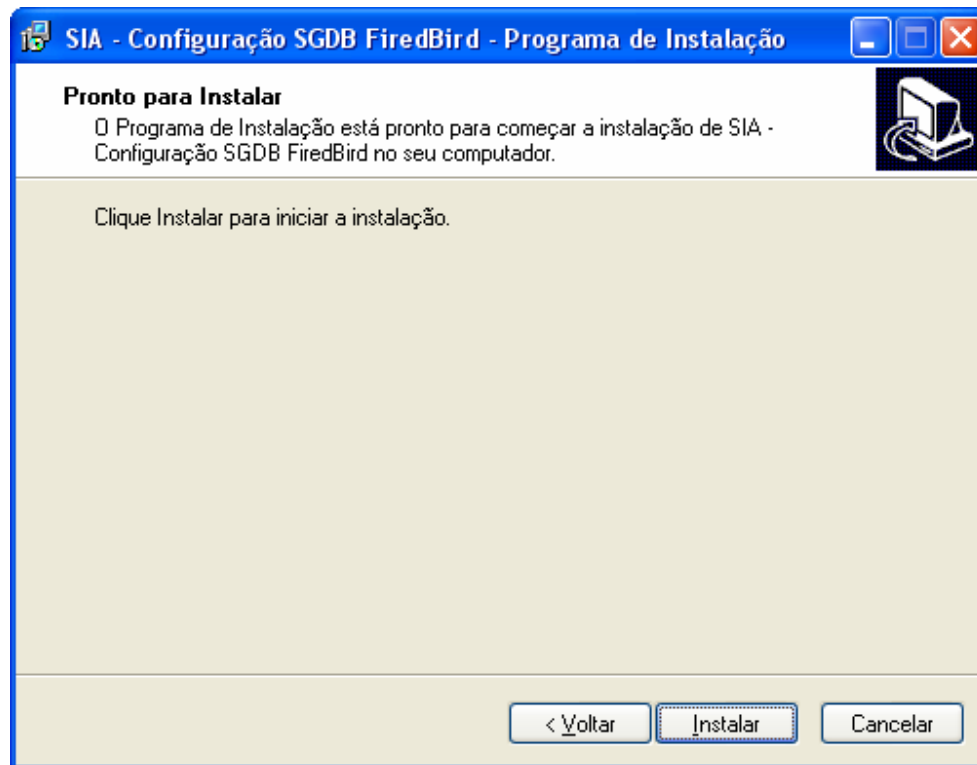 SIA - Configuração SGDB FiredBird - Programa de Instalação
Pronto para Instalar
O Programa de Instalação está pronto para começar a instalação de SIA -
Configuração SGDB FiredBird no seu computador.
Clique Instalar para iniciar a instalação.
< Voltar
Instalar
Cancelar